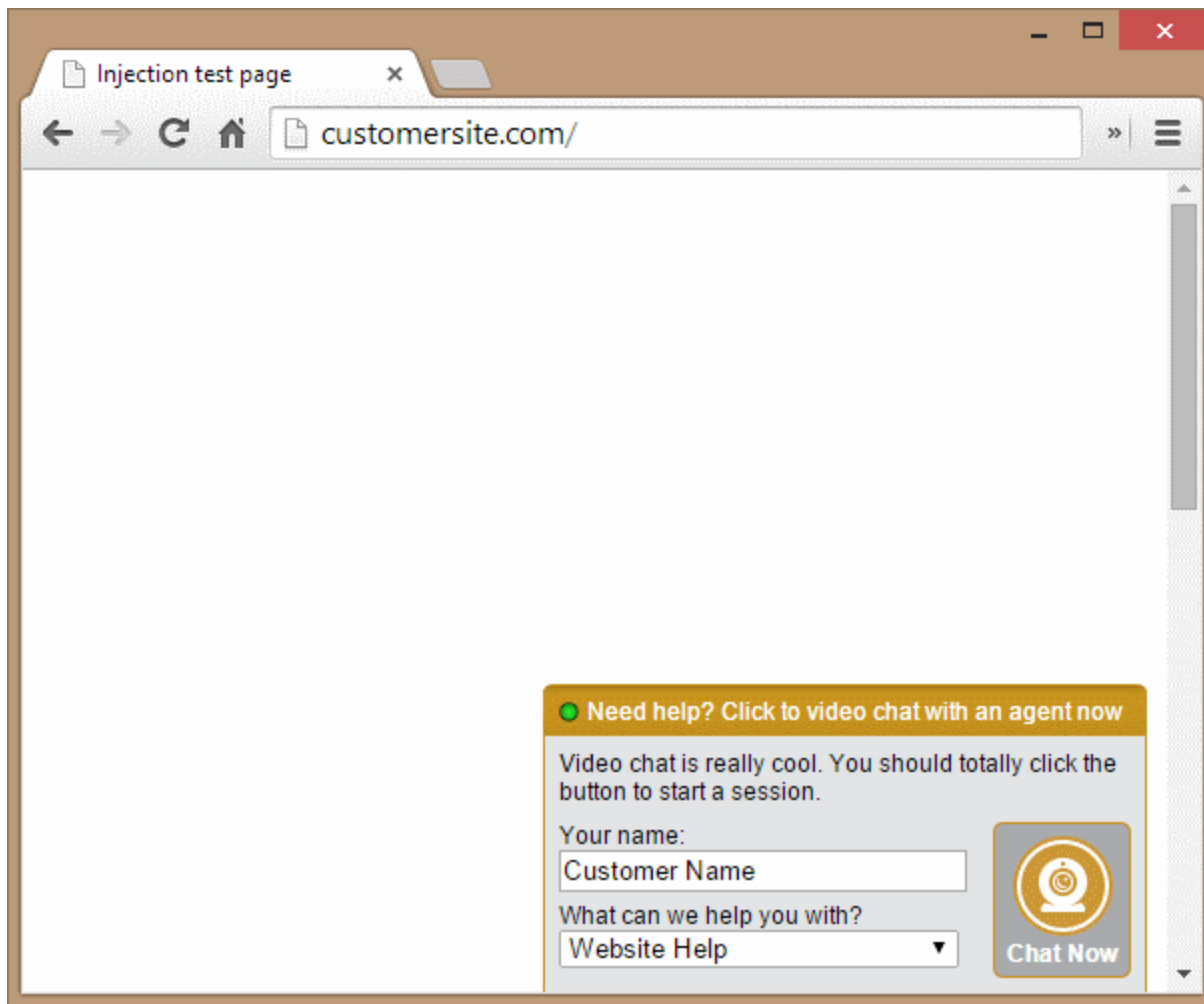 Injection test page
customersite.com/
Need help? Click to video chat with an agent now
Video chat is really cool. You should totally click the
button to start a session.
Your name:
Customer Name
What can we help you with?
Website Help
Chat Now